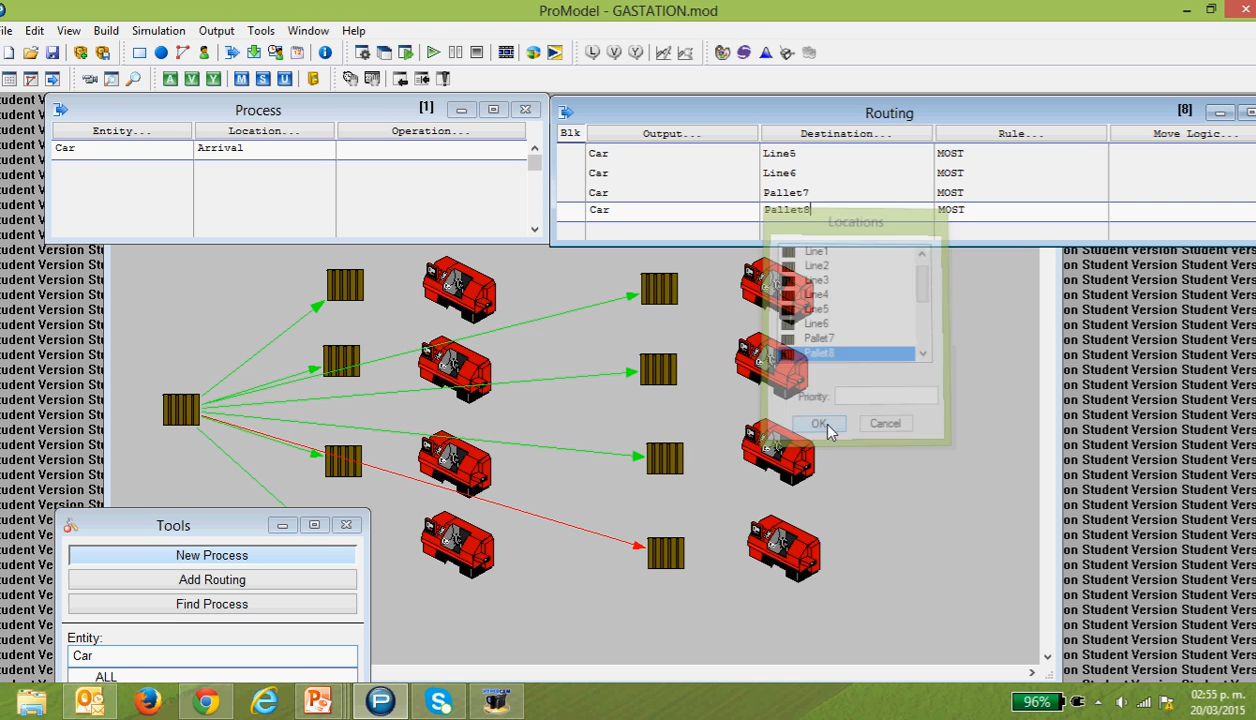 ProModel - GASTATION.mod
File Edit View Build Simulation Output Tools Window Help
Process [1]
Entity... Location... Operation...
Car Arrival
Routing [8]
Blk Output... Destination... Rule... Move Logic...
Car Line5 MOST
Car Line6 MOST
Car Pallet7 MOST
Car Pallet8 MOST
Locations
Line1
Line2
Line3
Line4
Line5
Line6
Pallet7
Pallet8
Priority:
OK Cancel
Tools
New Process
Add Routing
Find Process
Entity:
Car
ALL
96%
02:55 p. m.
20/03/2015